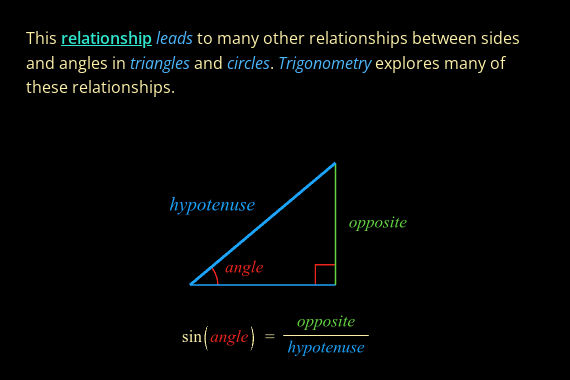 This relationship leads to many other relationships between sides
and angles in triangles and circles. Trigonometry explores many of
these relationships.
hypotenuse
opposite
angle
sin(angle) = opposite / hypotenuse